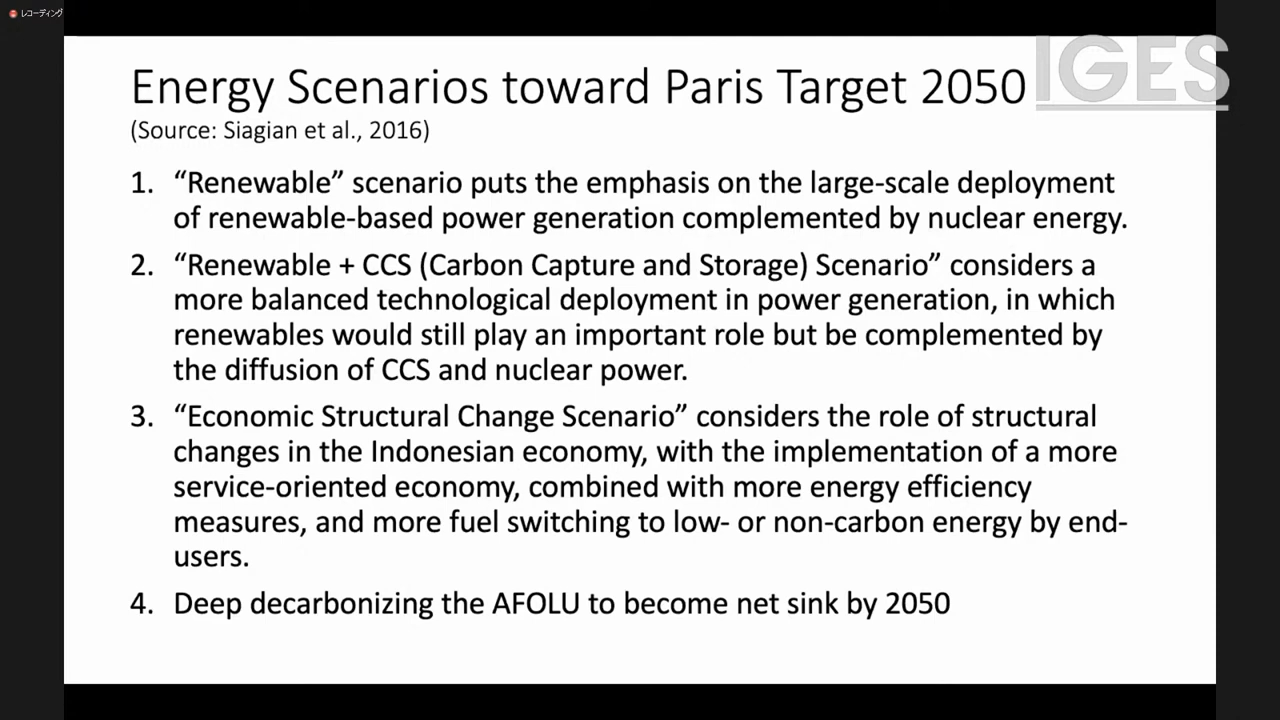 レコーディング
IGES
Energy Scenarios toward Paris Target 2050
(Source: Siagian et al., 2016)
1. “Renewable” scenario puts the emphasis on the large-scale deployment
of renewable-based power generation complemented by nuclear energy.
2. “Renewable + CCS (Carbon Capture and Storage) Scenario” considers a
more balanced technological deployment in power generation, in which
renewables would still play an important role but be complemented by
the diffusion of CCS and nuclear power.
3. “Economic Structural Change Scenario” considers the role of structural
changes in the Indonesian economy, with the implementation of a more
service-oriented economy, combined with more energy efficiency
measures, and more fuel switching to low- or non-carbon energy by end-
users.
4. Deep decarbonizing the AFOLU to become net sink by 2050